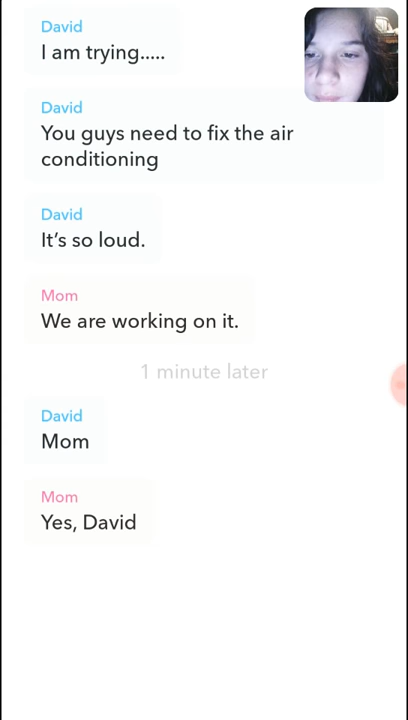 David
I am trying.....
David
You guys need to fix the air
conditioning
David
It’s so loud.
Mom
We are working on it.
1 minute later
David
Mom
Mom
Yes, David